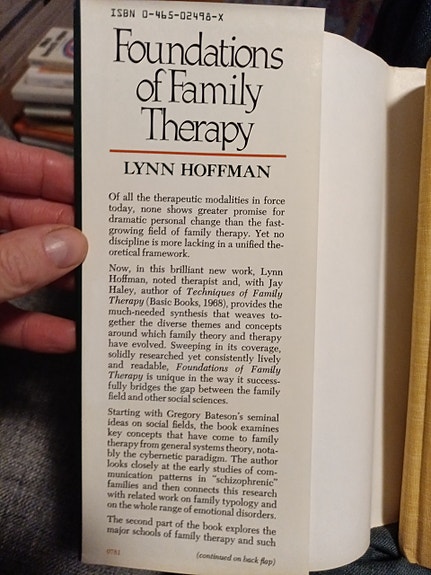 ISBN 0-465-02498-X
Foundations
of Family
Therapy
LYNN HOFFMAN
Of all the therapeutic modalities in force
today, none shows greater promise for
dramatic personal change than the fast-
growing field of family therapy. Yet no
discipline is more lacking in a unified the-
oretical framework.
Now, in this brilliant new work, Lynn
Hoffman, noted therapist and, with Jay
Haley, author of Techniques of Family
Therapy (Basic Books, 1968), provides the
much-needed synthesis that weaves to-
gether the diverse themes and concepts
around which family theory and therapy
have evolved. Sweeping in its coverage,
solidly researched yet consistently lively
and readable, Foundations of Family
Therapy is unique in the way it success-
fully bridges the gap between the family
field and other social sciences.
Starting with Gregory Bateson's seminal
ideas on social fields, the book examines
key concepts that have come to family
therapy from general systems theory, nota-
bly the cybernetic paradigm. The author
looks closely at the early studies of com-
munication patterns in "schizophrenic"
families and then connects this research
with related work on family typology and
on the whole range of emotional disorders.
The second part of the book explores the
major schools of family therapy and such
0781
(continued on back flap)